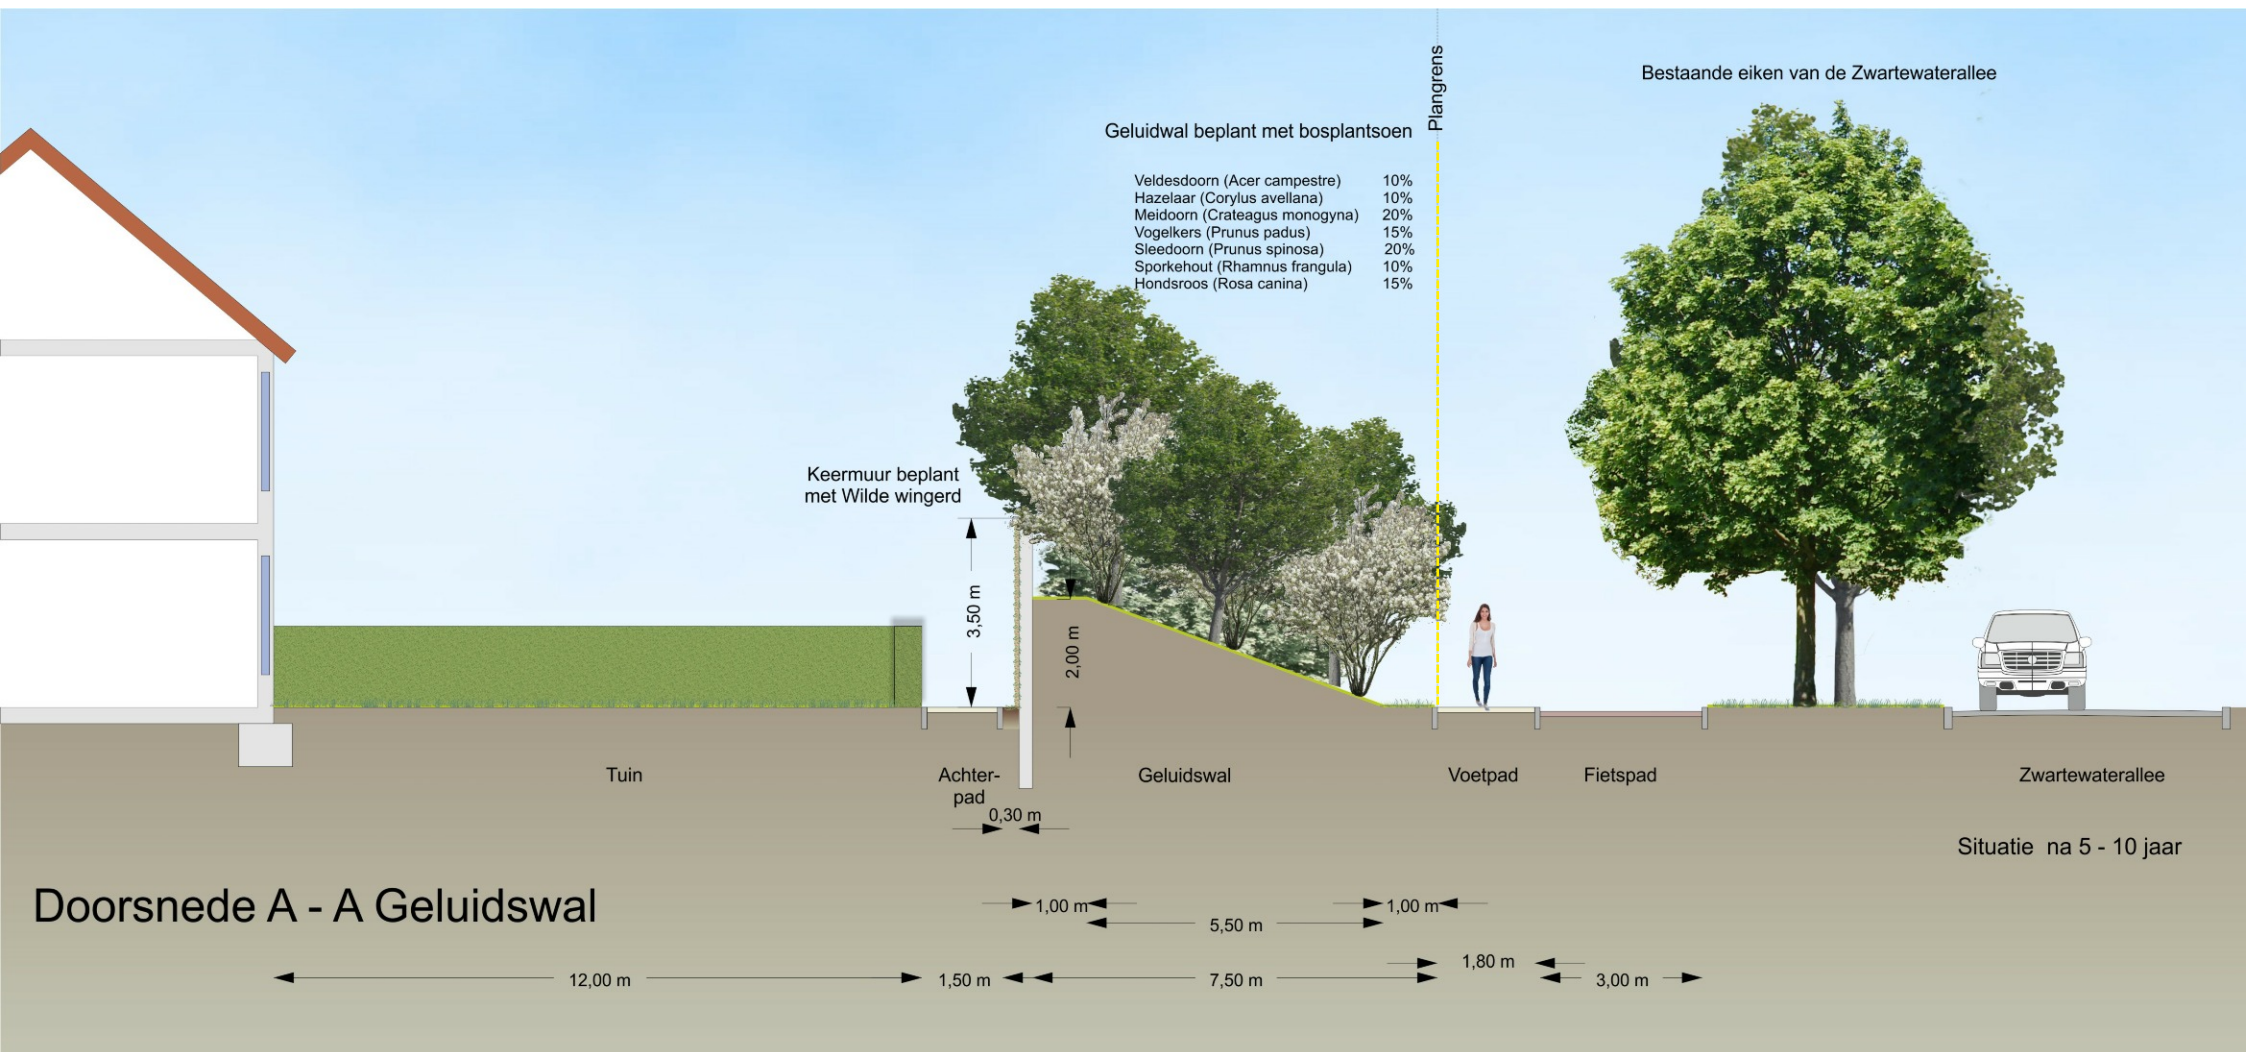 Bestaande eiken van de Zwartewaterallee
Plangrens
Geluidwal beplant met bosplantsoen
Veldesdoorn (Acer campestre) 10%
Hazelaar (Corylus avellana) 10%
Meidoorn (Crateagus monogyna) 20%
Vogelkers (Prunus padus) 15%
Sleedoorn (Prunus spinosa) 20%
Sporkehout (Rhamnus frangula) 10%
Hondsroos (Rosa canina) 15%
Keermuur beplant
met Wilde wingerd
3,50 m
2,00 m
Tuin
Achter-
pad
Geluidswal
Voetpad
Fietspad
Zwartewaterallee
0,30 m
Situatie na 5 - 10 jaar
Doorsnede A - A Geluidswal
1,00 m
1,00 m
5,50 m
1,80 m
12,00 m
1,50 m
7,50 m
3,00 m